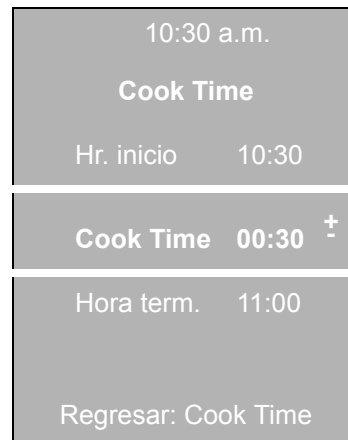 10:30 a.m.
Cook Time
Hr. inicio 10:30
Cook Time 00:30 +
-
Hora term. 11:00
Regresar: Cook Time